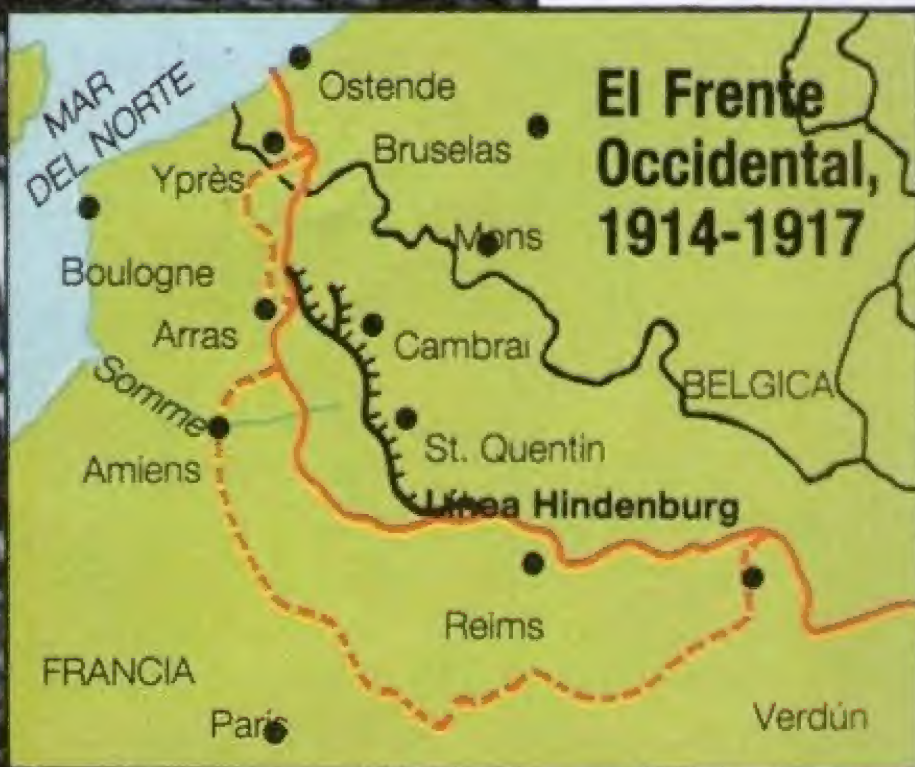 El Frente
Occidental,
1914-1917
MAR
DEL NORTE
Ostende
Bruselas
Yprès
Mons
Boulogne
Arras
Cambrai
BELGICA
Somme
Amiens
St. Quentin
Línea Hindenburg
Reims
FRANCIA
París
Verdún